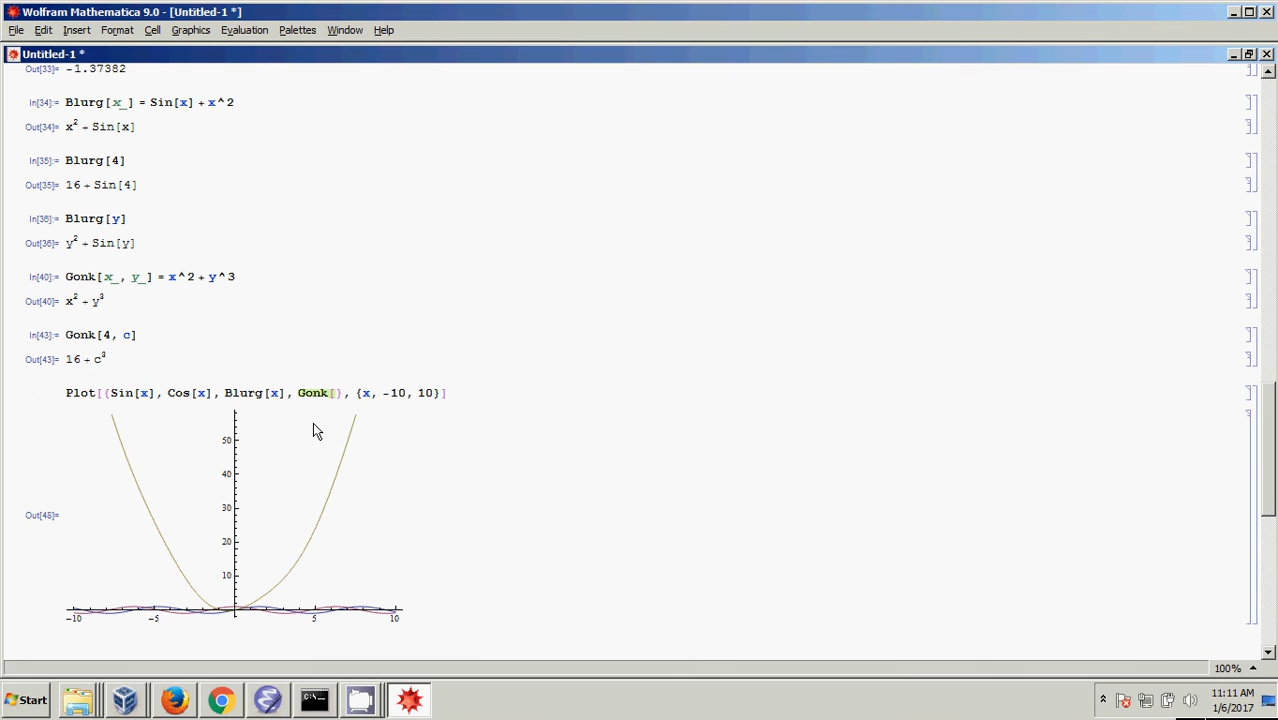 Wolfram Mathematica 9.0 - [Untitled-1 *]
File Edit Insert Format Cell Graphics Evaluation Palettes Window Help
Untitled-1 *
Out[33]= -1.37382
In[34]:= Blurg[x_] = Sin[x] + x^2
Out[34]= x² + Sin[x]
In[35]:= Blurg[4]
Out[35]= 16 + Sin[4]
In[36]:= Blurg[y]
Out[36]= y² + Sin[y]
In[40]:= Gonk[x_, y_] = x^2 + y^3
Out[40]= x² + y³
In[43]:= Gonk[4, c]
Out[43]= 16 + c³
Plot[{Sin[x], Cos[x], Blurg[x], Gonk[}, {x, -10, 10}]
50
40
30
Out[48]=
20
10
-10 -5 5 10
100%
Start
11:11 AM
1/6/2017